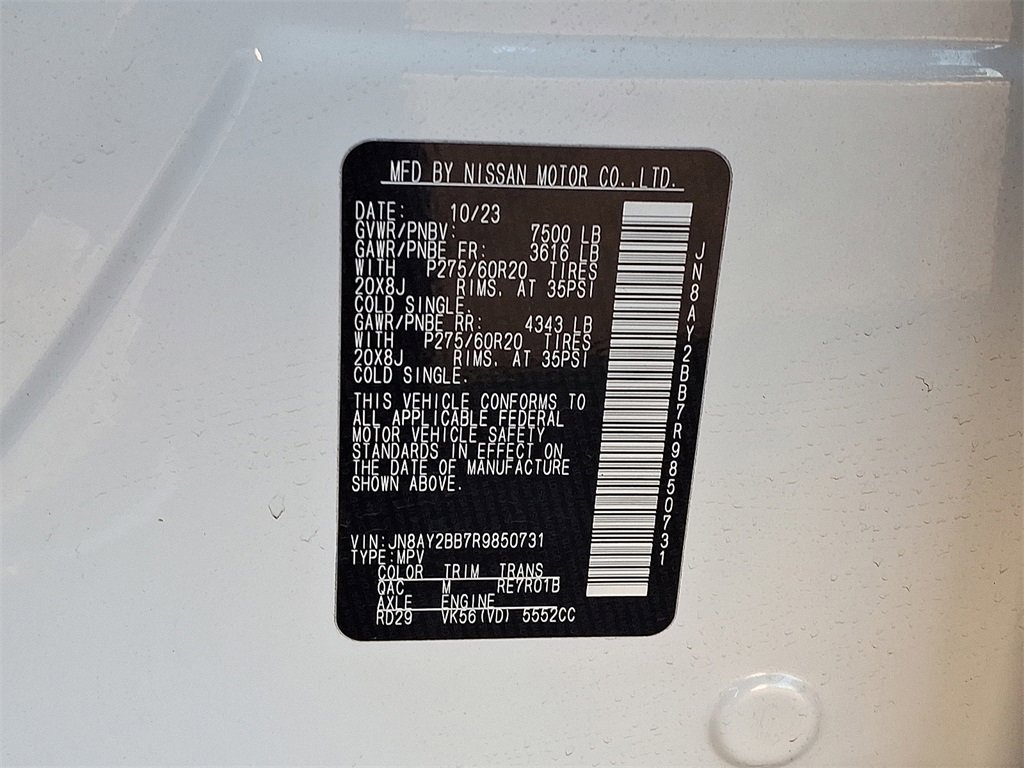 MFD BY NISSAN MOTOR CO.,LTD.
DATE: 10/23
GVWR/PNBV: 7500 LB
GAWR/PNBE FR: 3616 LB
WITH P275/60R20 TIRES
20X8J RIMS, AT 35PSI
COLD SINGLE.
GAWR/PNBE RR: 4343 LB
WITH P275/60R20 TIRES
20X8J RIMS, AT 35PSI
COLD SINGLE.
THIS VEHICLE CONFORMS TO
ALL APPLICABLE FEDERAL
MOTOR VEHICLE SAFETY
STANDARDS IN EFFECT ON
THE DATE OF MANUFACTURE
SHOWN ABOVE.
VIN:JN8AY2BB7R9850731
TYPE:MPV
COLOR TRIM TRANS
QAC M RE7R01B
AXLE ENGINE
RD29 VK56(VD) 5552CC
JN8AY2BB7R9850731